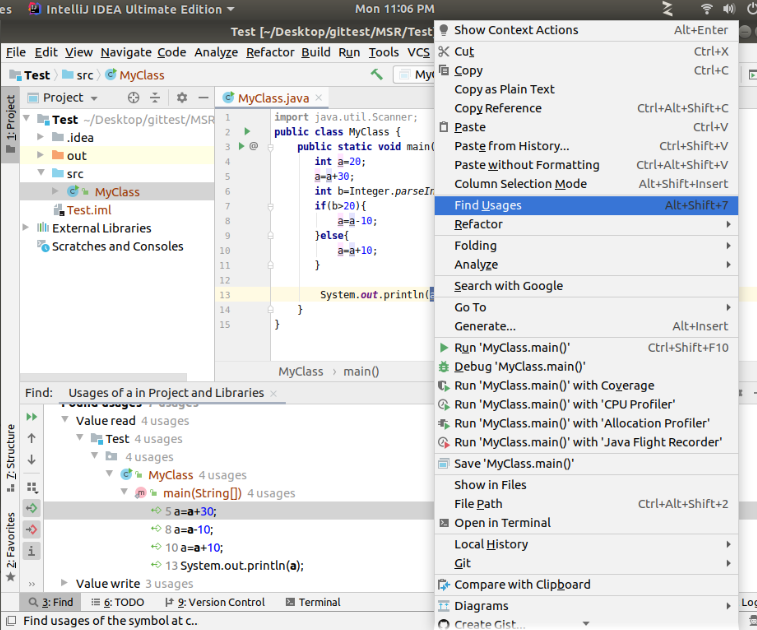 es IntelliJ IDEA Ultimate Edition Mon 11:06 PM
Test [~/Desktop/gittest/MSR/Test
File Edit View Navigate Code Analyze Refactor Build Run Tools VCS
Test src MyClass
Project
MyClass.java
1: Project
Test ~/Desktop/gittest/MSR
.idea
out
src
MyClass
Test.iml
External Libraries
Scratches and Consoles
1 import java.util.Scanner;
2 public class MyClass {
3 @ public static void main(
4 int a=20;
5 a=a+30;
6 int b=Integer.parseIn
7 if(b>20){
8 a=a-10;
9 }else{
10 a=a+10;
11 }
12
13 System.out.println(a
14 }
15 }
MyClass › main()
Show Context Actions Alt+Enter
Cut Ctrl+X
Copy Ctrl+C
Copy as Plain Text
Copy Reference Ctrl+Alt+Shift+C
Paste Ctrl+V
Paste from History... Ctrl+Shift+V
Paste without Formatting Ctrl+Alt+Shift+V
Column Selection Mode Alt+Shift+Insert
Find Usages Alt+Shift+7
Refactor
Folding
Analyze
Search with Google
Go To
Generate... Alt+Insert
Run 'MyClass.main()' Ctrl+Shift+F10
Debug 'MyClass.main()'
Run 'MyClass.main()' with Coverage
Run 'MyClass.main()' with 'CPU Profiler'
Run 'MyClass.main()' with 'Allocation Profiler'
Run 'MyClass.main()' with 'Java Flight Recorder'
Save 'MyClass.main()'
Show in Files
File Path Ctrl+Alt+Shift+2
Open in Terminal
Local History
Git
Compare with Clipboard
Diagrams
Create Gist...
Find: Usages of a in Project and Libraries
Found usages 7 usages
Value read 4 usages
Test 4 usages
4 usages
MyClass 4 usages
main(String[]) 4 usages
5 a=a+30;
8 a=a-10;
10 a=a+10;
13 System.out.println(a);
Value write 3 usages
Z: Structure
2: Favorites
3: Find 6: TODO 9: Version Control Terminal
Find usages of the symbol at c..